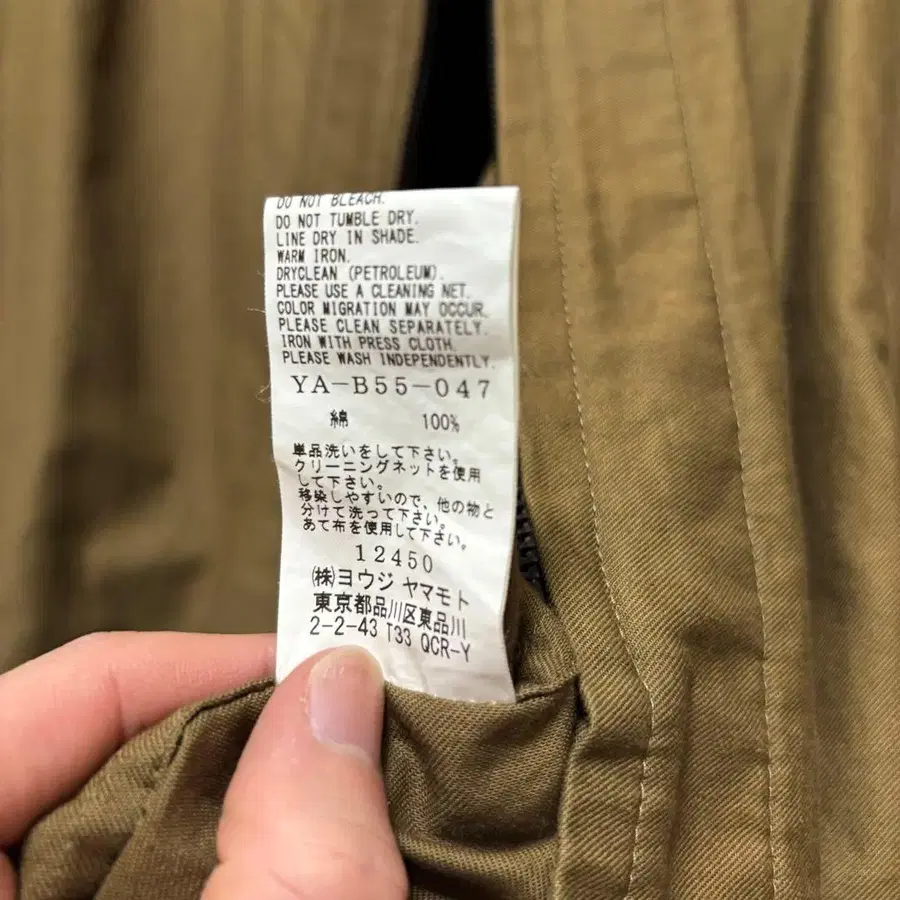 DO NOT BLEACH.
DO NOT TUMBLE DRY.
LINE DRY IN SHADE.
WARM IRON.
DRYCLEAN (PETROLEUM).
PLEASE USE A CLEANING NET.
COLOR MIGRATION MAY OCCUR.
PLEASE CLEAN SEPARATELY.
IRON WITH PRESS CLOTH.
PLEASE WASH INDEPENDENTLY.
YA-B55-047
綿 100%
単品洗いをして下さい。
クリーニングネットを使用
して下さい。
移染しやすいので、他の物と
分けて洗って下さい。
あて布を使用して下さい。
12450
(株)ヨウジ ヤマモト
東京都品川区東品川
2-2-43 T33 QCR-Y